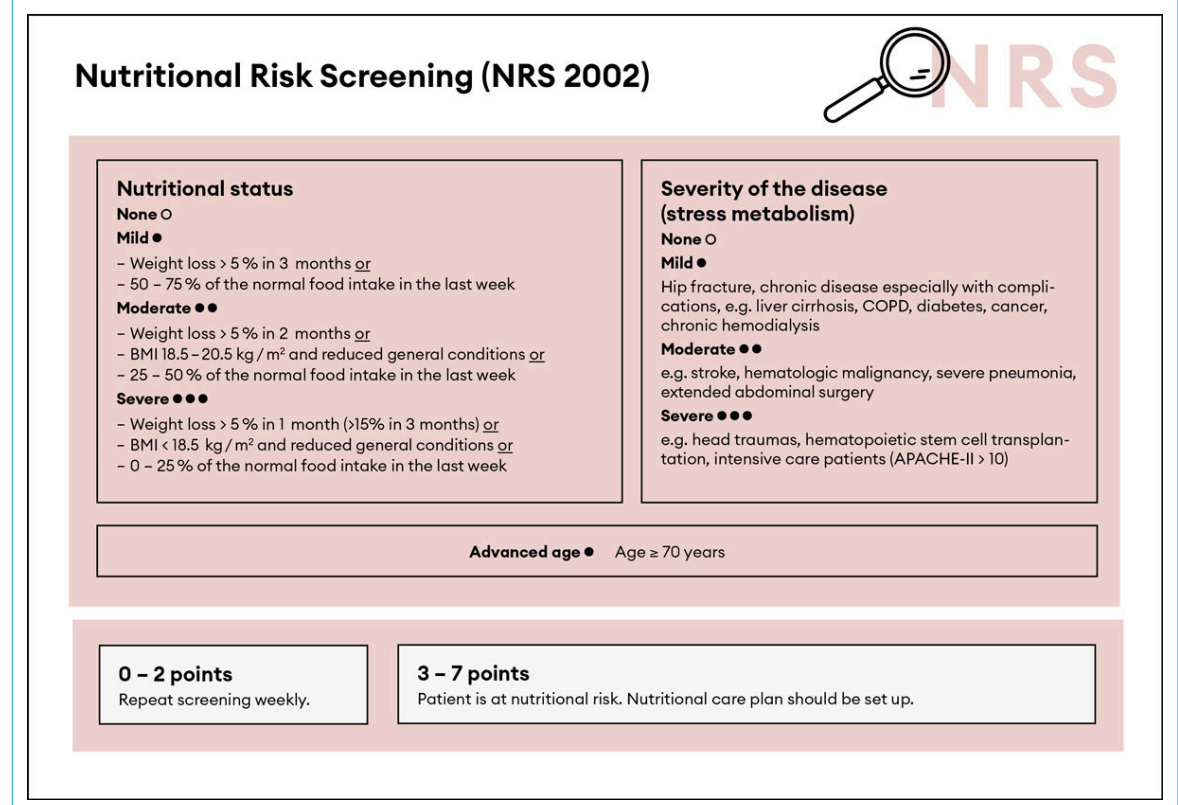 Nutritional Risk Screening (NRS 2002)
NRS
Nutritional status
None ○
Mild ●
– Weight loss > 5 % in 3 months or
– 50 – 75 % of the normal food intake in the last week
Moderate ●●
– Weight loss > 5 % in 2 months or
– BMI 18.5 – 20.5 kg / m² and reduced general conditions or
– 25 – 50 % of the normal food intake in the last week
Severe ●●●
– Weight loss > 5 % in 1 month (>15% in 3 months) or
– BMI < 18.5 kg / m² and reduced general conditions or
– 0 – 25 % of the normal food intake in the last week
Severity of the disease
(stress metabolism)
None ○
Mild ●
Hip fracture, chronic disease especially with compli-
cations, e.g. liver cirrhosis, COPD, diabetes, cancer,
chronic hemodialysis
Moderate ●●
e.g. stroke, hematologic malignancy, severe pneumonia,
extended abdominal surgery
Severe ●●●
e.g. head traumas, hematopoietic stem cell transplan-
tation, intensive care patients (APACHE-II > 10)
Advanced age ● Age ≥ 70 years
0 – 2 points
Repeat screening weekly.
3 – 7 points
Patient is at nutritional risk. Nutritional care plan should be set up.